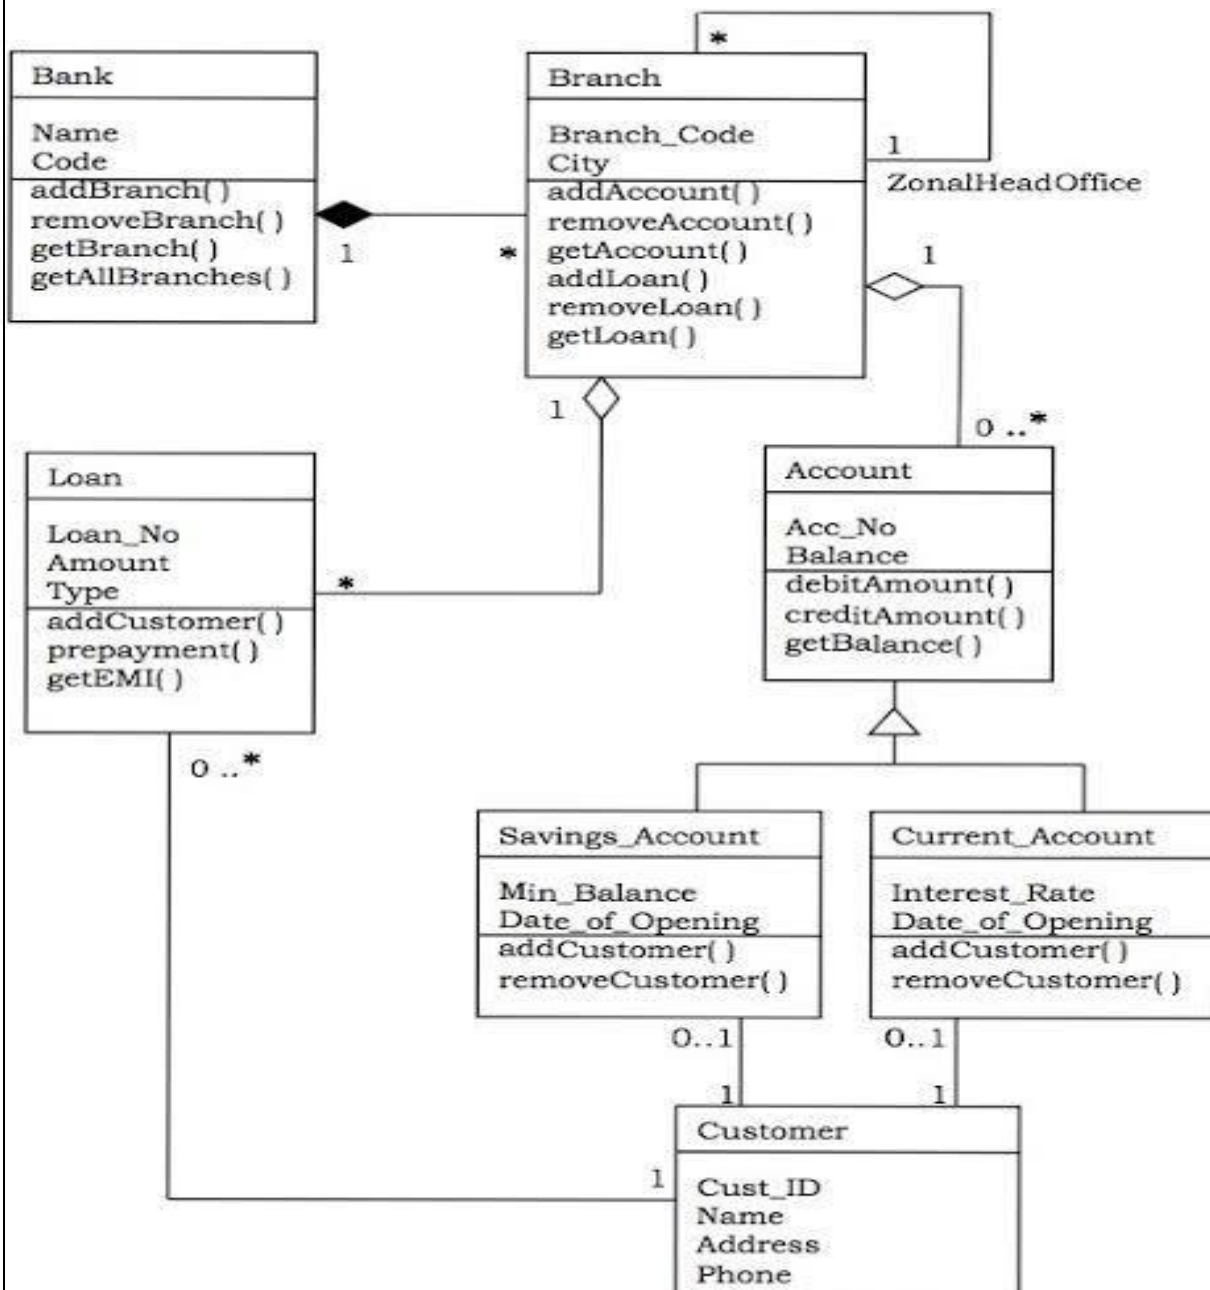 Bank
Name
Code
addBranch( )
removeBranch( )
getBranch( )
getAllBranches( )
1
*
Branch
Branch_Code
City
addAccount( )
removeAccount( )
getAccount( )
addLoan( )
removeLoan( )
getLoan( )
*
1
ZonalHeadOffice
1
0 ..*
1
*
Loan
Loan_No
Amount
Type
addCustomer( )
prepayment( )
getEMI( )
0 ..*
Account
Acc_No
Balance
debitAmount( )
creditAmount( )
getBalance( )
Savings_Account
Min_Balance
Date_of_Opening
addCustomer( )
removeCustomer( )
0..1
1
Current_Account
Interest_Rate
Date_of_Opening
addCustomer( )
removeCustomer( )
0..1
1
1
Customer
Cust_ID
Name
Address
Phone